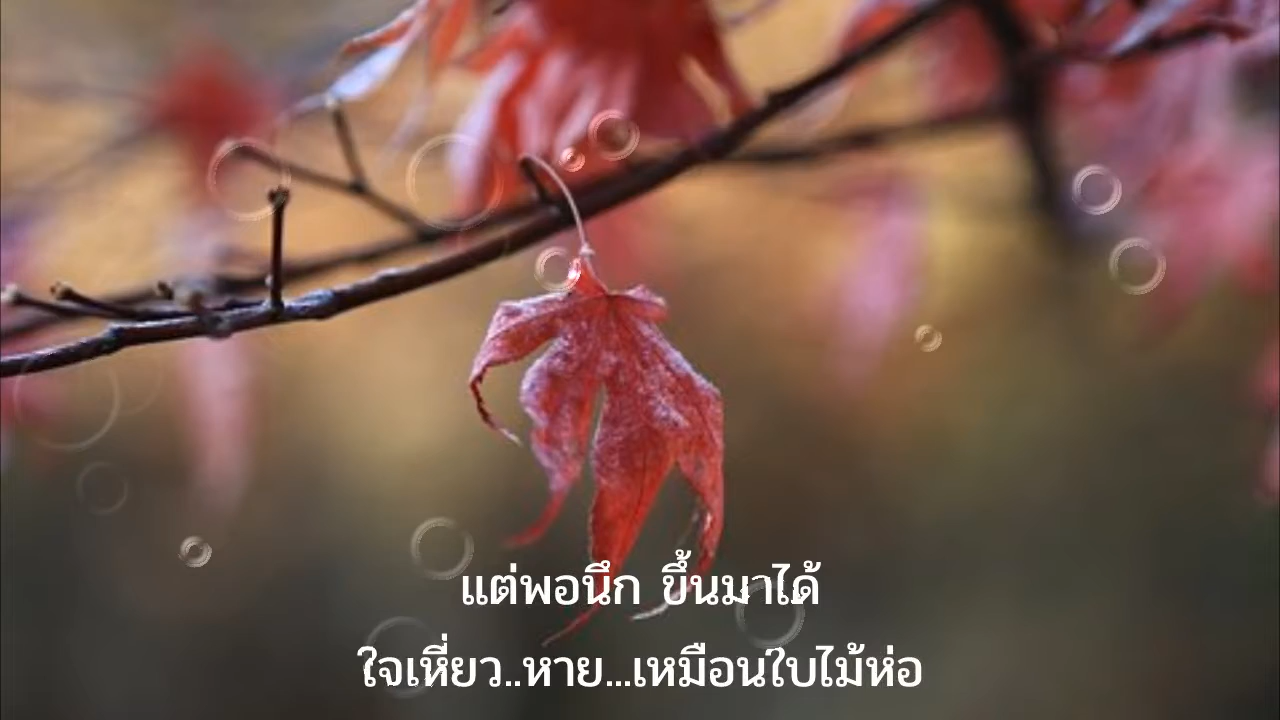 แต่พอนึก ขึ้นมาได้
ใจเหี่ยว..หาย...เหมือนใบไม้ห่อ